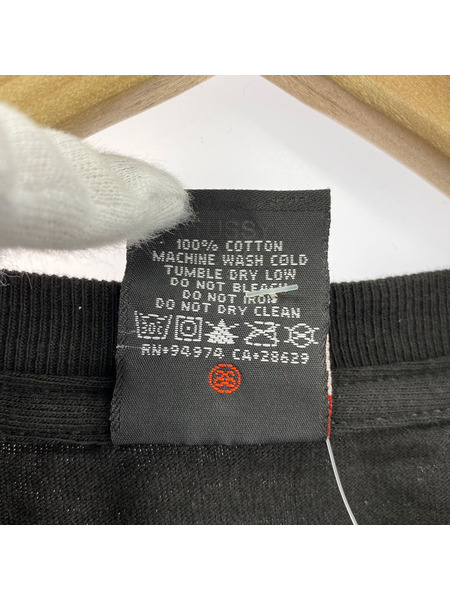 100% COTTON
MACHINE WASH COLD
TUMBLE DRY LOW
DO NOT BLEACH
DO NOT IRON
DO NOT DRY CLEAN
30c
RN#94974 CA#28629